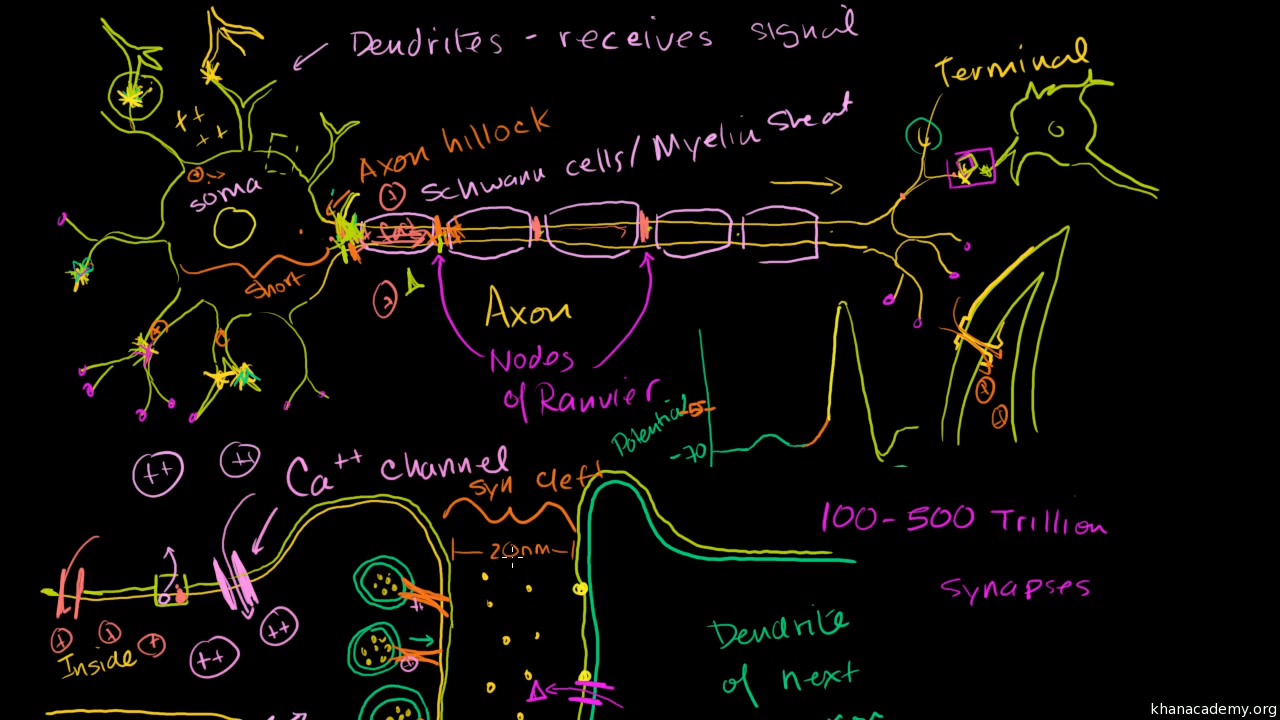 Dendrites - receives signal
Terminal
Axon hillock
Schwann cells/Myelin Sheat
soma
short
Axon
Nodes
of Ranvier
Potential
-70
Ca++ channel
syn cleft
20nm
100-500 Trillion
synapses
Inside
Dendrite
of next
khanacademy.org